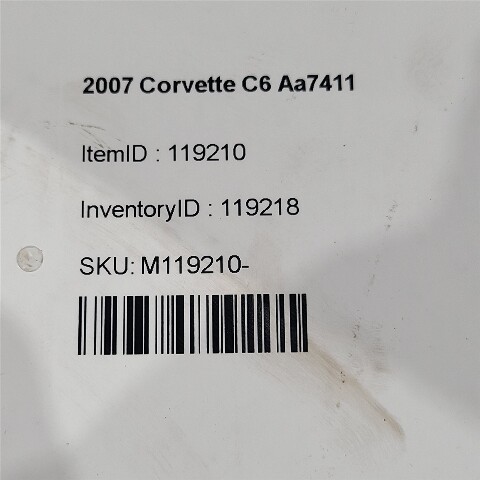 2007 Corvette C6 Aa7411
ItemID : 119210
InventoryID : 119218
SKU: M119210-